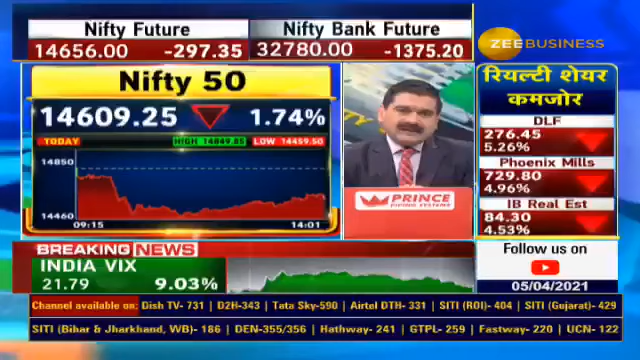 Nifty Future
14656.00 -297.35
Nifty Bank Future
32780.00 -1375.20
ZEE BUSINESS
Nifty 50
14609.25 1.74%
TODAY HIGH 14849.85 LOW 14459.50
14850
14460
09:15 14:01
PRINCE
PIPING SYSTEMS
रियल्टी शेयर
कमजोर
DLF
276.45
5.26%
Phoenix Mills
729.80
4.96%
IB Real Est
84.30
4.53%
BREAKING NEWS
INDIA VIX
21.79 9.03%
Follow us on
05/04/2021
Channel available on: Dish TV- 731 | D2H-343 | Tata Sky-590 | Airtel DTH- 331 | SITI (ROI)- 404 | SITI (Gujarat)- 429
SITI (Bihar & Jharkhand, WB)- 186 | DEN-355/356 | Hathway- 241 | GTPL- 259 | Fastway- 220 | UCN- 122